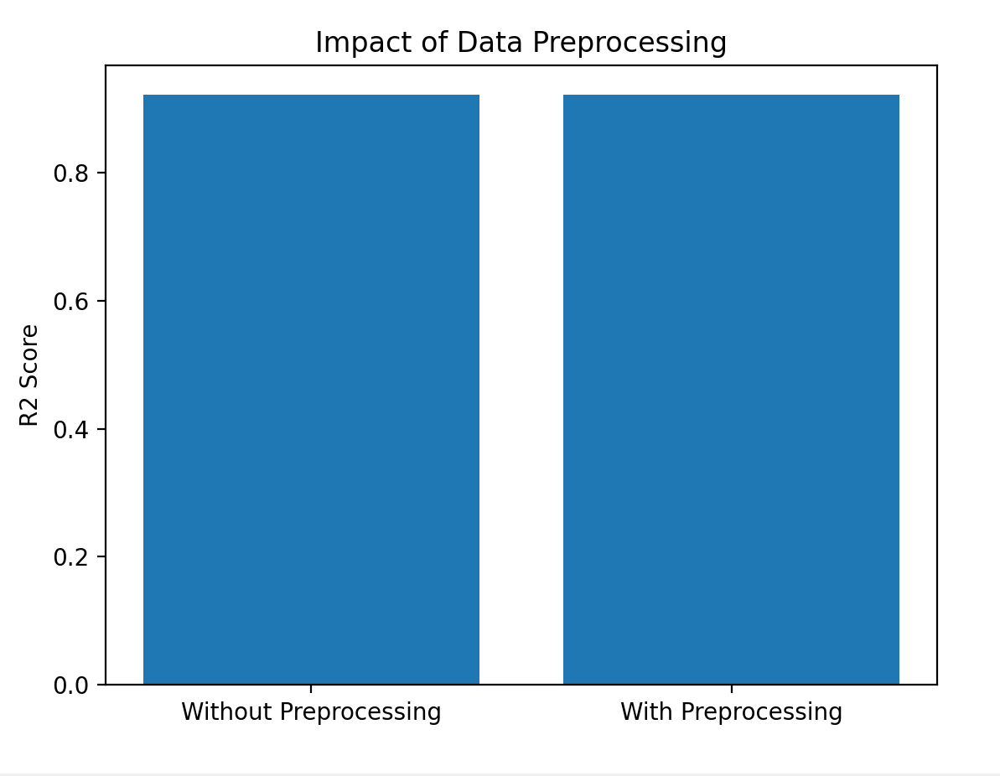 Impact of Data Preprocessing
R2 Score
0.8
0.6
0.4
0.2
0.0
Without Preprocessing
With Preprocessing